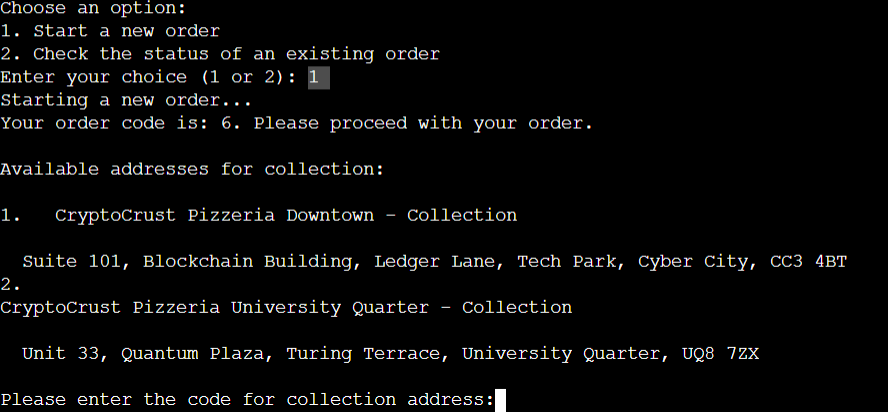 Choose an option:
1. Start a new order
2. Check the status of an existing order
Enter your choice (1 or 2): 1
Starting a new order...
Your order code is: 6. Please proceed with your order.
Available addresses for collection:
1.   CryptoCrust Pizzeria Downtown - Collection
Suite 101, Blockchain Building, Ledger Lane, Tech Park, Cyber City, CC3 4BT
2.
CryptoCrust Pizzeria University Quarter - Collection
Unit 33, Quantum Plaza, Turing Terrace, University Quarter, UQ8 7ZX
Please enter the code for collection address: